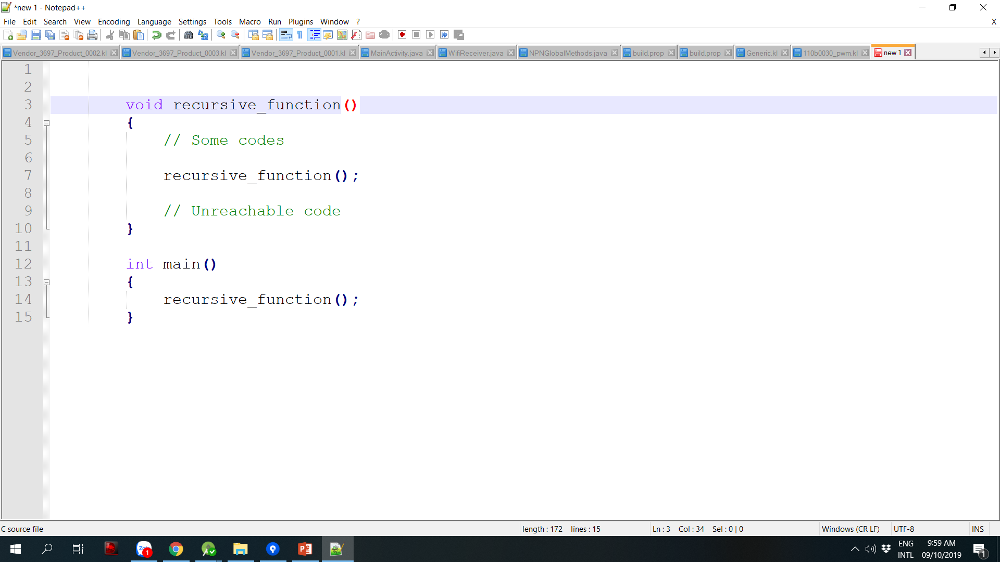 *new 1 - Notepad++
File Edit Search View Encoding Language Settings Tools Macro Run Plugins Window ? X
Vendor_3697_Product_0002.kl Vendor_3697_Product_0003.kl Vendor_3697_Product_0001.kl MainActivity.java WifiReceiver.java NPNGlobalMethods.java build.prop build.prop Generic.kl 110b0030_pwm.kl new 1
1
2
3 void recursive_function()
4 {
5 // Some codes
6
7 recursive_function();
8
9 // Unreachable code
10 }
11
12 int main()
13 {
14 recursive_function();
15 }
C source file length : 172 lines : 15 Ln : 3 Col : 34 Sel : 0 | 0 Windows (CR LF) UTF-8 INS
ENG 9:59 AM
INTL 09/10/2019
1
1